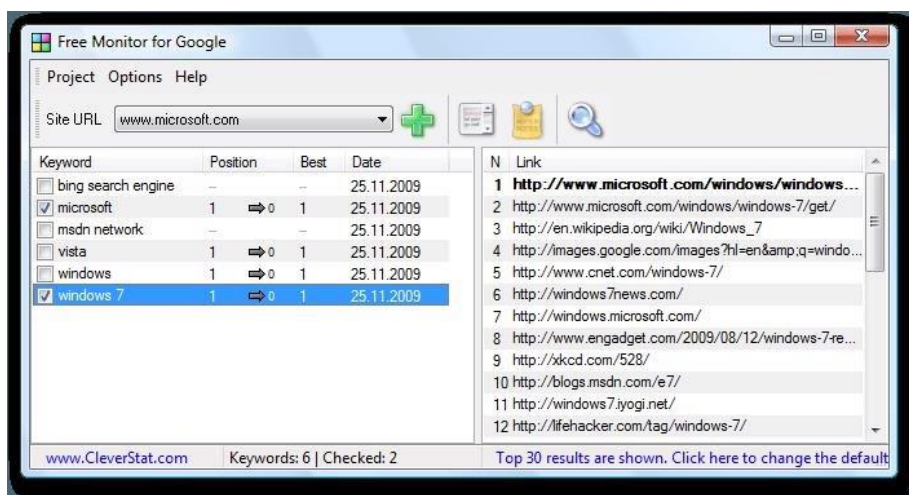 Free Monitor for Google
Project Options Help
Site URL www.microsoft.com
Keyword Position Best Date
bing search engine – – 25.11.2009
microsoft 1 0 1 25.11.2009
msdn network – – 25.11.2009
vista 1 0 1 25.11.2009
windows 1 0 1 25.11.2009
windows 7 1 0 1 25.11.2009
N Link
1 http://www.microsoft.com/windows/windows...
2 http://www.microsoft.com/windows/windows-7/get/
3 http://en.wikipedia.org/wiki/Windows_7
4 http://images.google.com/images?hl=en&amp;q=windo...
5 http://www.cnet.com/windows-7/
6 http://windows7news.com/
7 http://windows.microsoft.com/
8 http://www.engadget.com/2009/08/12/windows-7-re...
9 http://xkcd.com/528/
10 http://blogs.msdn.com/e7/
11 http://windows7.iyogi.net/
12 http://lifehacker.com/tag/windows-7/
www.CleverStat.com Keywords: 6 | Checked: 2 Top 30 results are shown. Click here to change the default